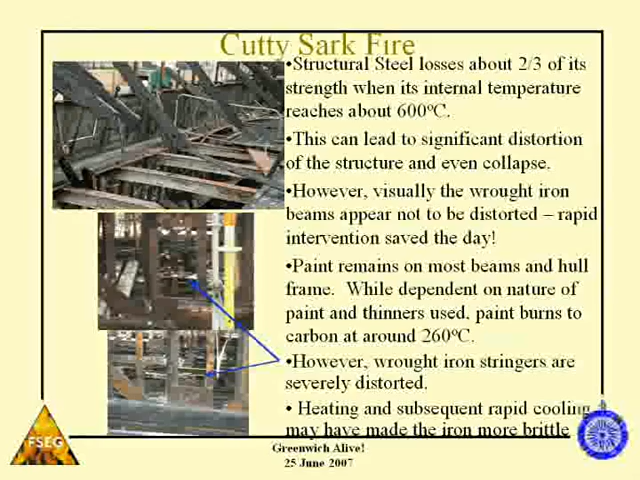 Cutty Sark Fire
•Structural Steel losses about 2/3 of its
strength when its internal temperature
reaches about 600ºC.
•This can lead to significant distortion
of the structure and even collapse.
•However, visually the wrought iron
beams appear not to be distorted – rapid
intervention saved the day!
•Paint remains on most beams and hull
frame. While dependent on nature of
paint and thinners used, paint burns to
carbon at around 260ºC.
•However, wrought iron stringers are
severely distorted.
• Heating and subsequent rapid cooling
may have made the iron more brittle
FSEG
Greenwich Alive!
25 June 2007